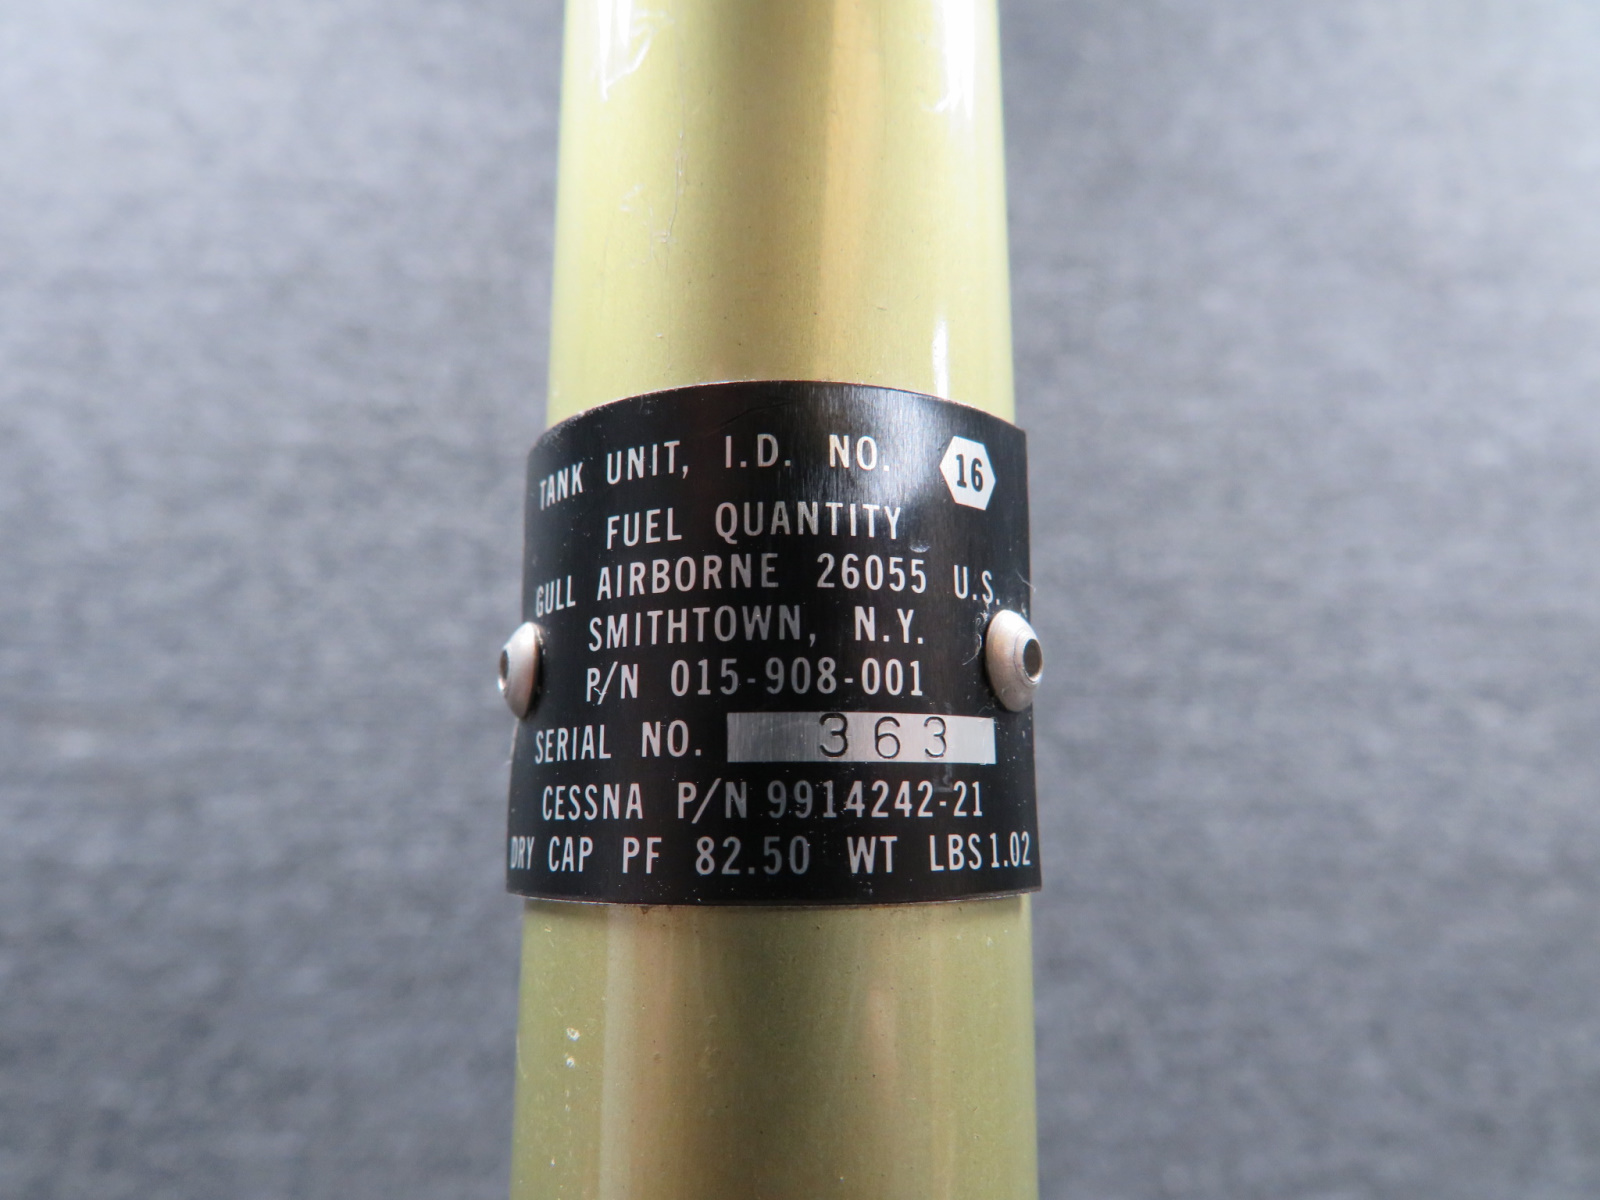 TANK UNIT, I.D. NO. 16
FUEL QUANTITY
GULL AIRBORNE 26055 U.S.
SMITHTOWN, N.Y.
P/N 015-908-001
SERIAL NO. 363
CESSNA P/N 9914242-21
DRY CAP PF 82.50 WT LBS 1.02